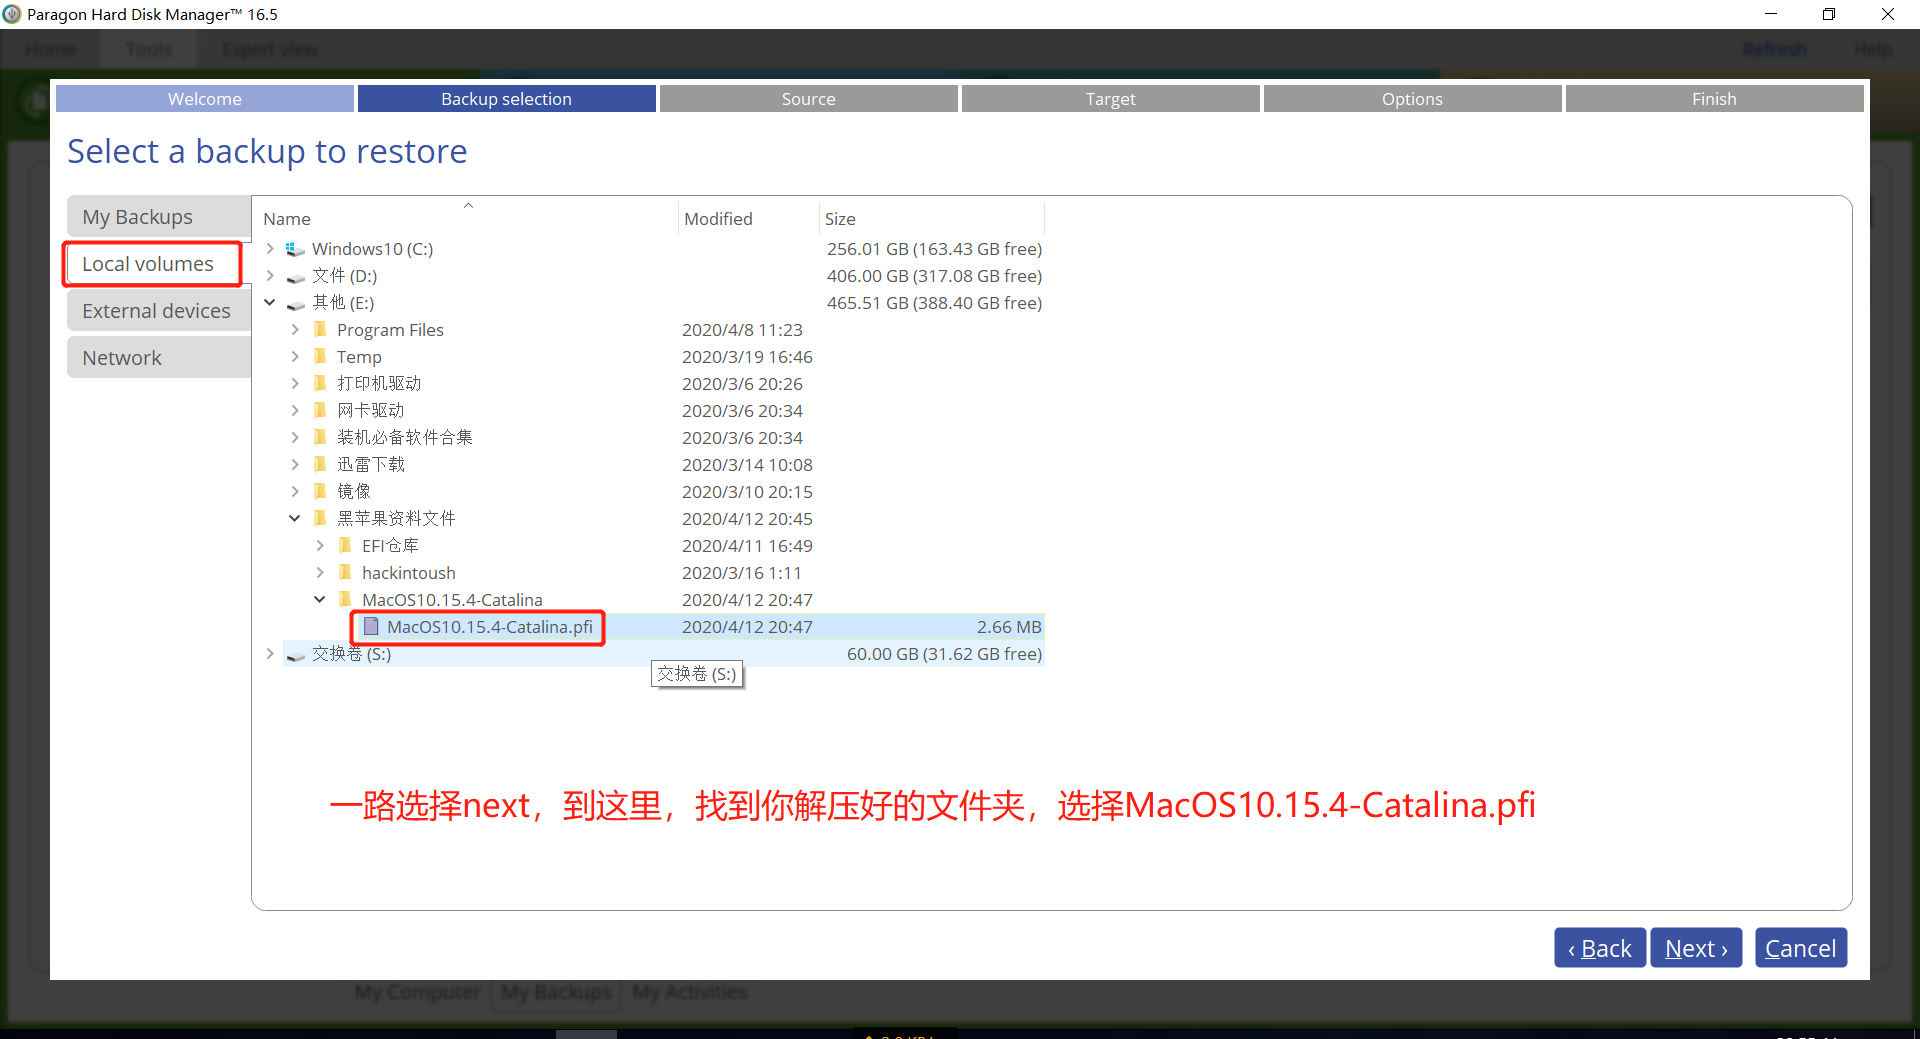 Paragon Hard Disk Manager™ 16.5
Home Tools Expert view Refresh Help
Welcome Backup selection Source Target Options Finish
Select a backup to restore
My Backups
Local volumes
External devices
Network
Name Modified Size
Windows10 (C:) 256.01 GB (163.43 GB free)
文件 (D:) 406.00 GB (317.08 GB free)
其他 (E:) 465.51 GB (388.40 GB free)
Program Files 2020/4/8 11:23
Temp 2020/3/19 16:46
打印机驱动 2020/3/6 20:26
网卡驱动 2020/3/6 20:34
装机必备软件合集 2020/3/6 20:34
迅雷下载 2020/3/14 10:08
镜像 2020/3/10 20:15
黑苹果资料文件 2020/4/12 20:45
EFI仓库 2020/4/11 16:49
hackintoush 2020/3/16 1:11
MacOS10.15.4-Catalina 2020/4/12 20:47
MacOS10.15.4-Catalina.pfi 2020/4/12 20:47 2.66 MB
交换卷 (S:) 60.00 GB (31.62 GB free)
交换卷 (S:)
一路选择next，到这里，找到你解压好的文件夹，选择MacOS10.15.4-Catalina.pfi
‹ Back Next › Cancel
My Computer My Backups My Activities